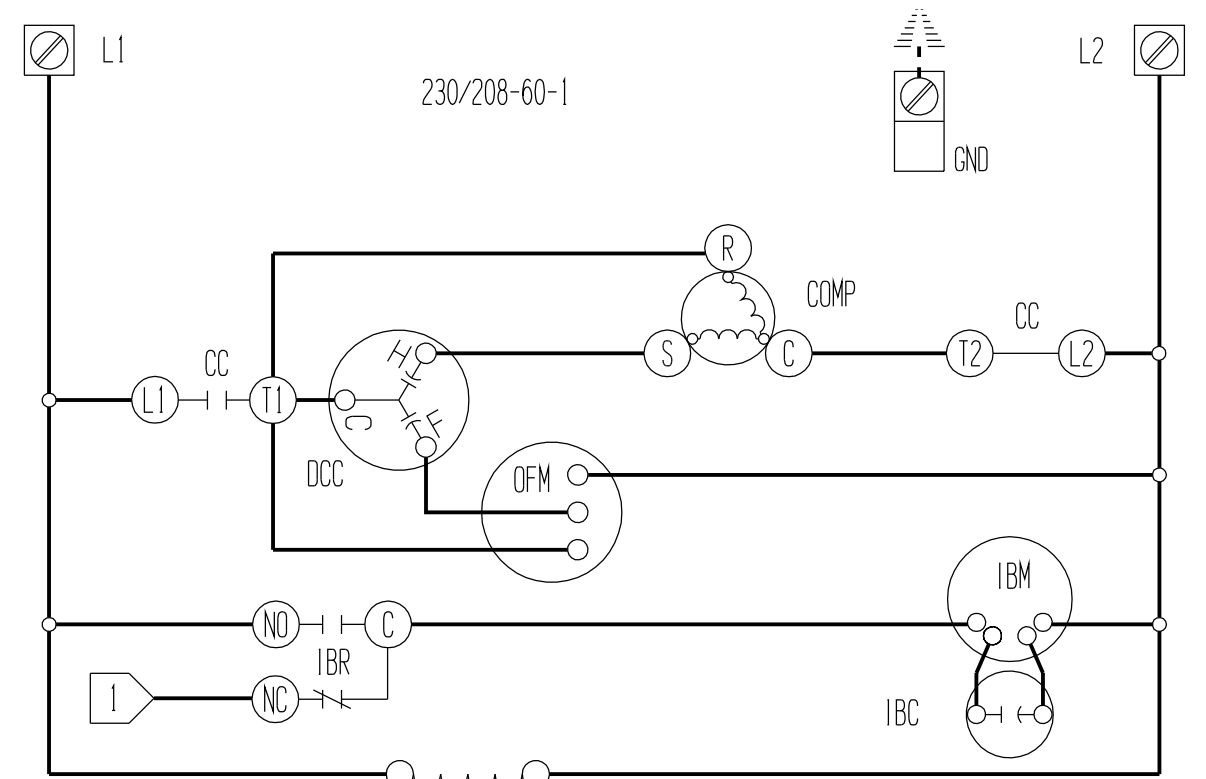 L1
L2
230/208-60-1
GND
R
COMP
CC
CC
H
S
C
T2
L2
L1
T1
C
F
DCC
OFM
IBM
NO
C
IBR
1
NC
IBC